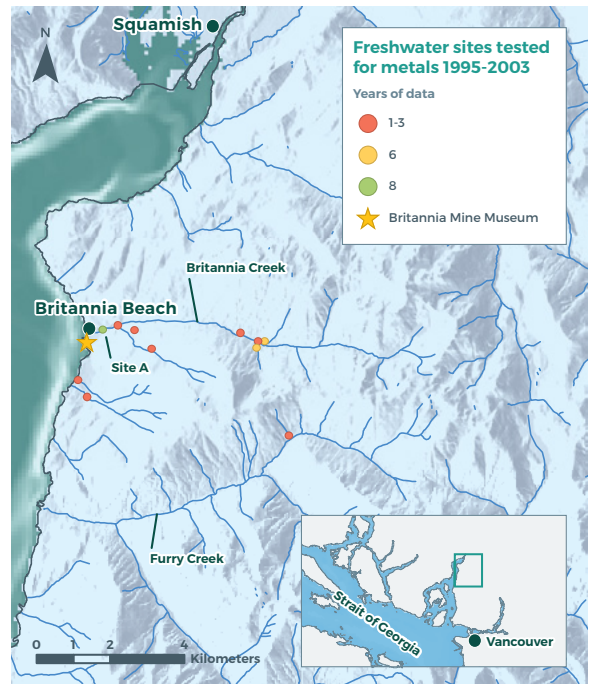 Squamish
N
Freshwater sites tested
for metals 1995-2003
Years of data
1-3
6
8
Britannia Mine Museum
Britannia Creek
Britannia Beach
Site A
Furry Creek
Strait of Georgia
Vancouver
0 1 2 4 Kilometers